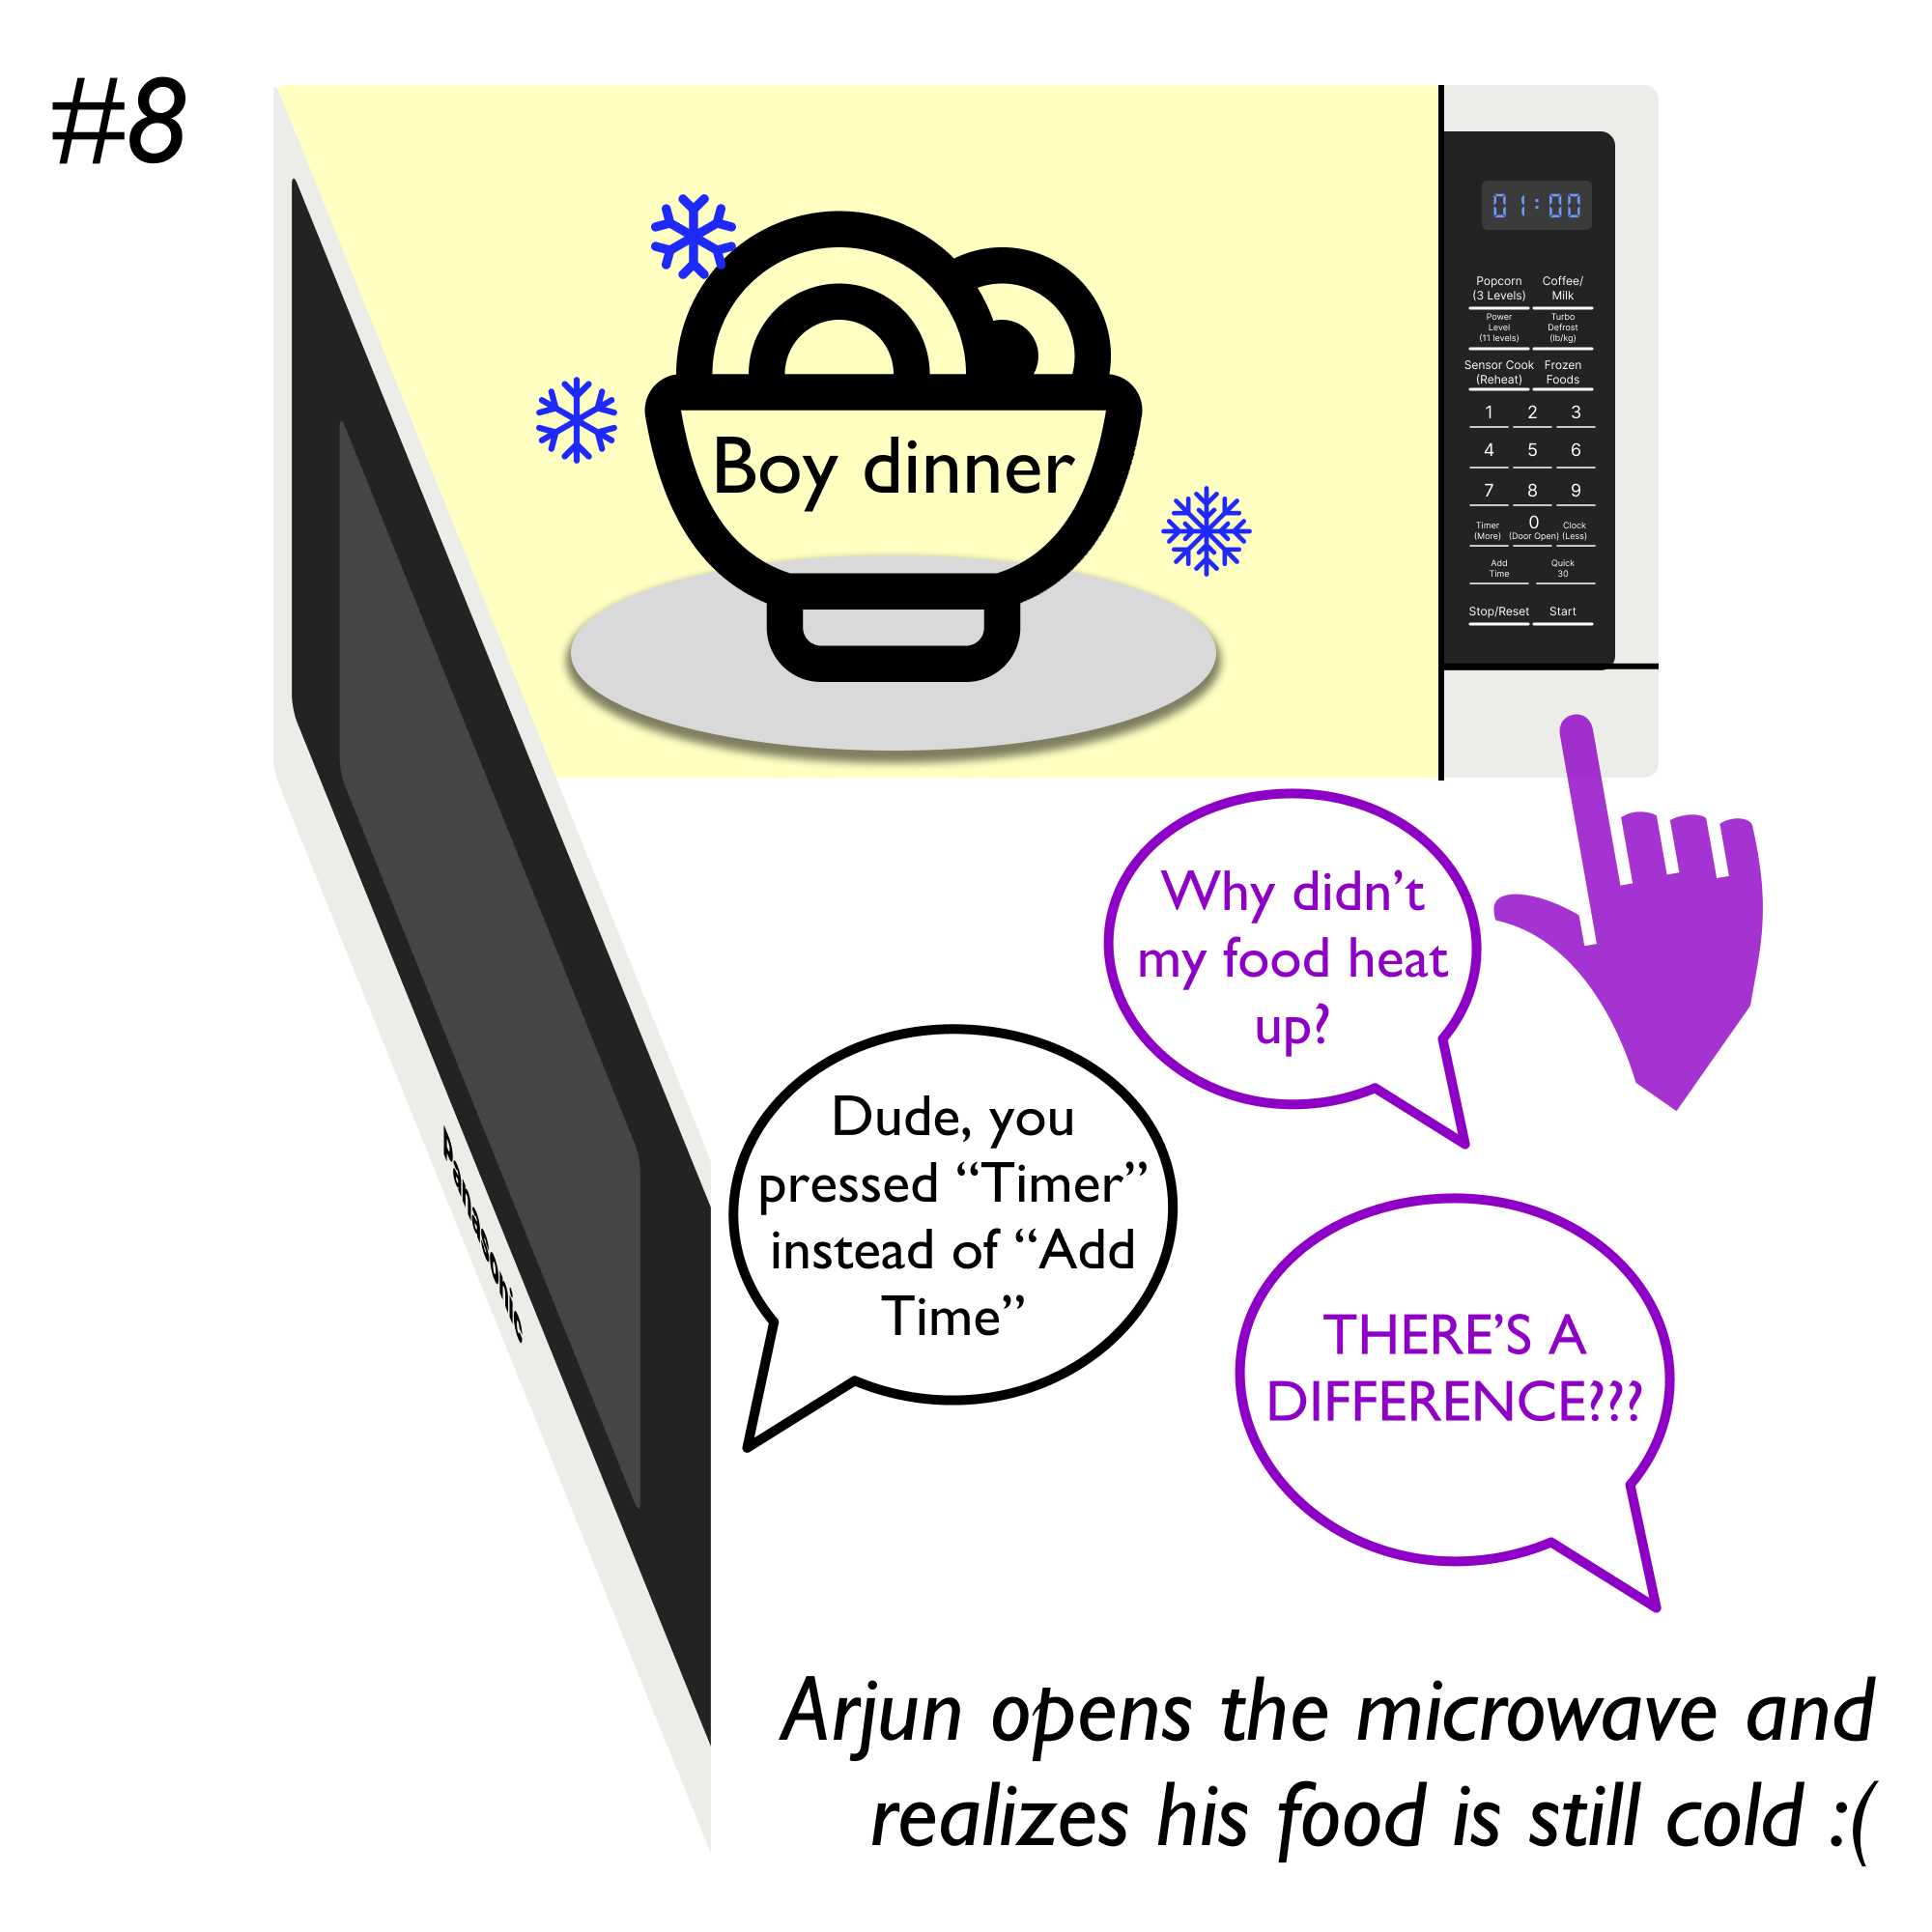 #8
01:00
Popcorn
(3 Levels)
Coffee/
Milk
Power
Level
(11 levels)
Turbo
Defrost
(lb/kg)
Sensor Cook
(Reheat)
Frozen
Foods
1 2 3
4 5 6
7 8 9
Timer
(More)
0
(Door Open)
Clock
(Less)
Add
Time
Quick
30
Stop/Reset
Start
Boy dinner
Why didn’t
my food heat
up?
Dude, you
pressed “Timer”
instead of “Add
Time”
THERE’S A
DIFFERENCE???
Arjun opens the microwave and
realizes his food is still cold :(